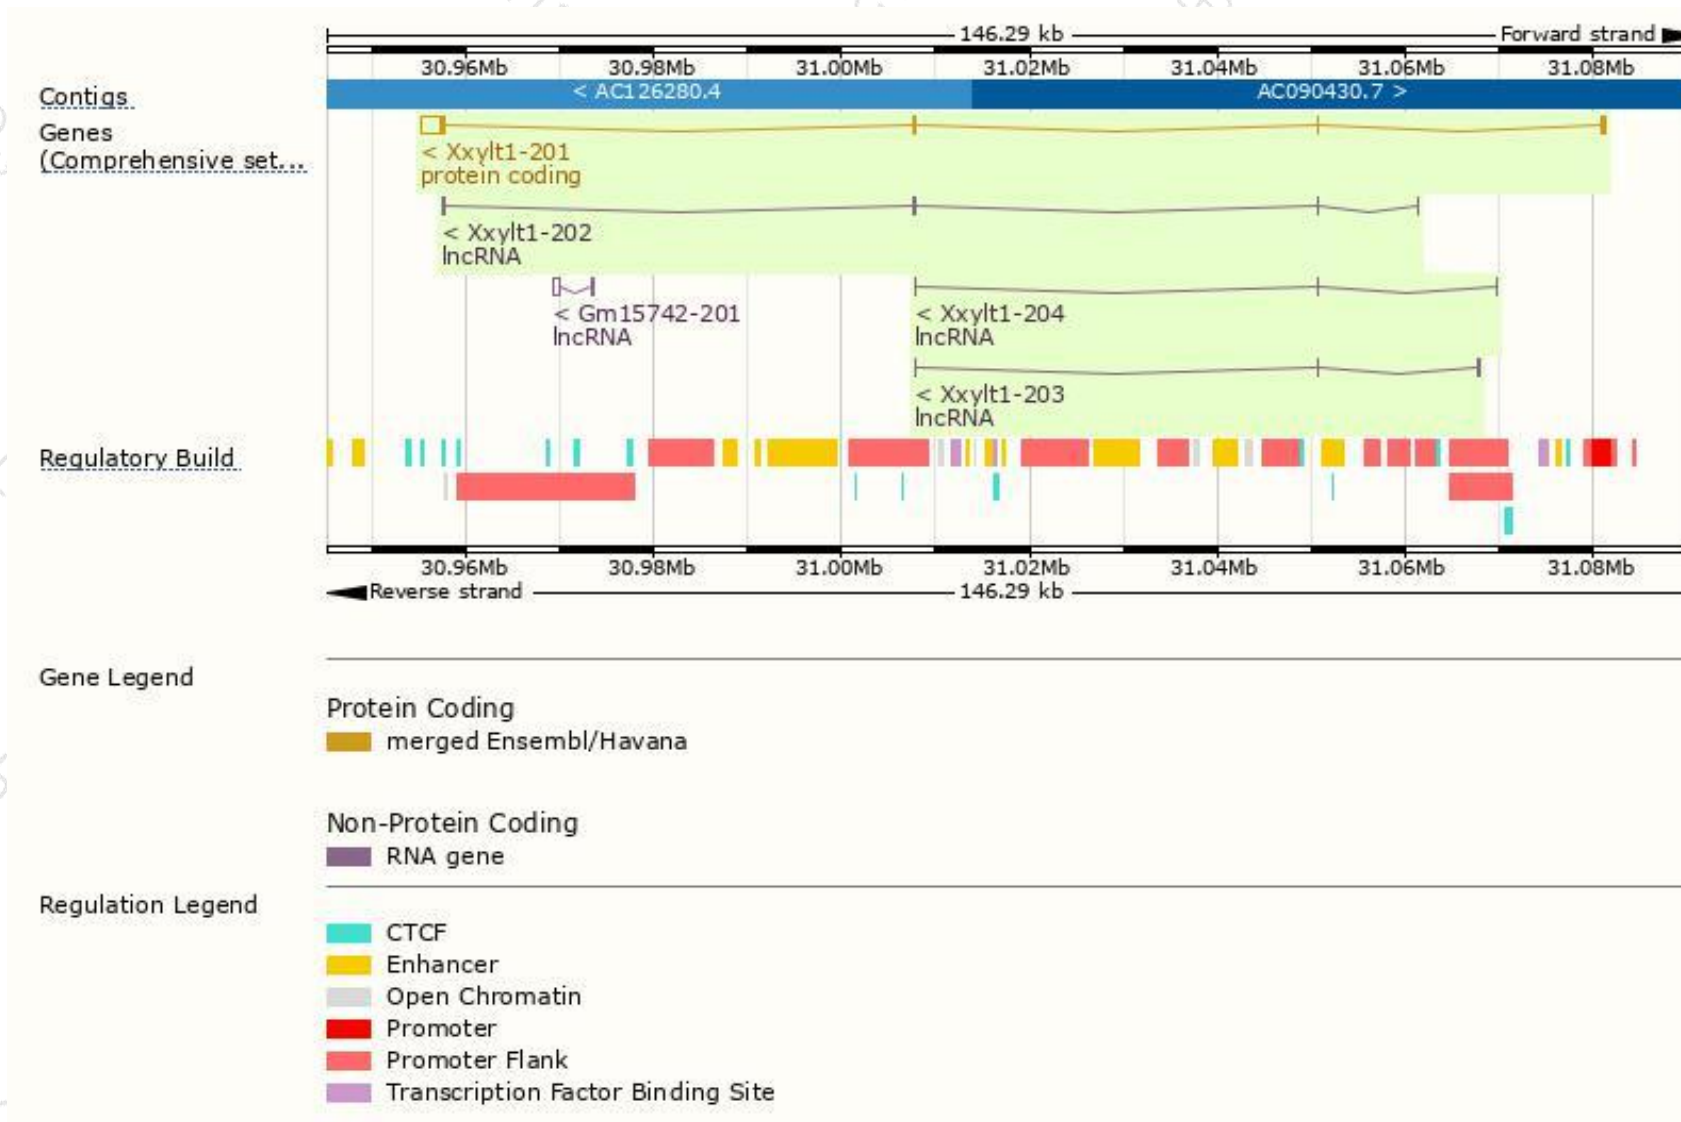 146.29 kb
Forward strand
30.96Mb 30.98Mb 31.00Mb 31.02Mb 31.04Mb 31.06Mb 31.08Mb
Contigs
< AC126280.4
AC090430.7 >
Genes
(Comprehensive set...
< Xxylt1-201
protein coding
< Xxylt1-202
lncRNA
< Gm15742-201
lncRNA
< Xxylt1-204
lncRNA
< Xxylt1-203
lncRNA
Regulatory Build
30.96Mb 30.98Mb 31.00Mb 31.02Mb 31.04Mb 31.06Mb 31.08Mb
Reverse strand
146.29 kb
Gene Legend
Protein Coding
merged Ensembl/Havana
Non-Protein Coding
RNA gene
Regulation Legend
CTCF
Enhancer
Open Chromatin
Promoter
Promoter Flank
Transcription Factor Binding Site